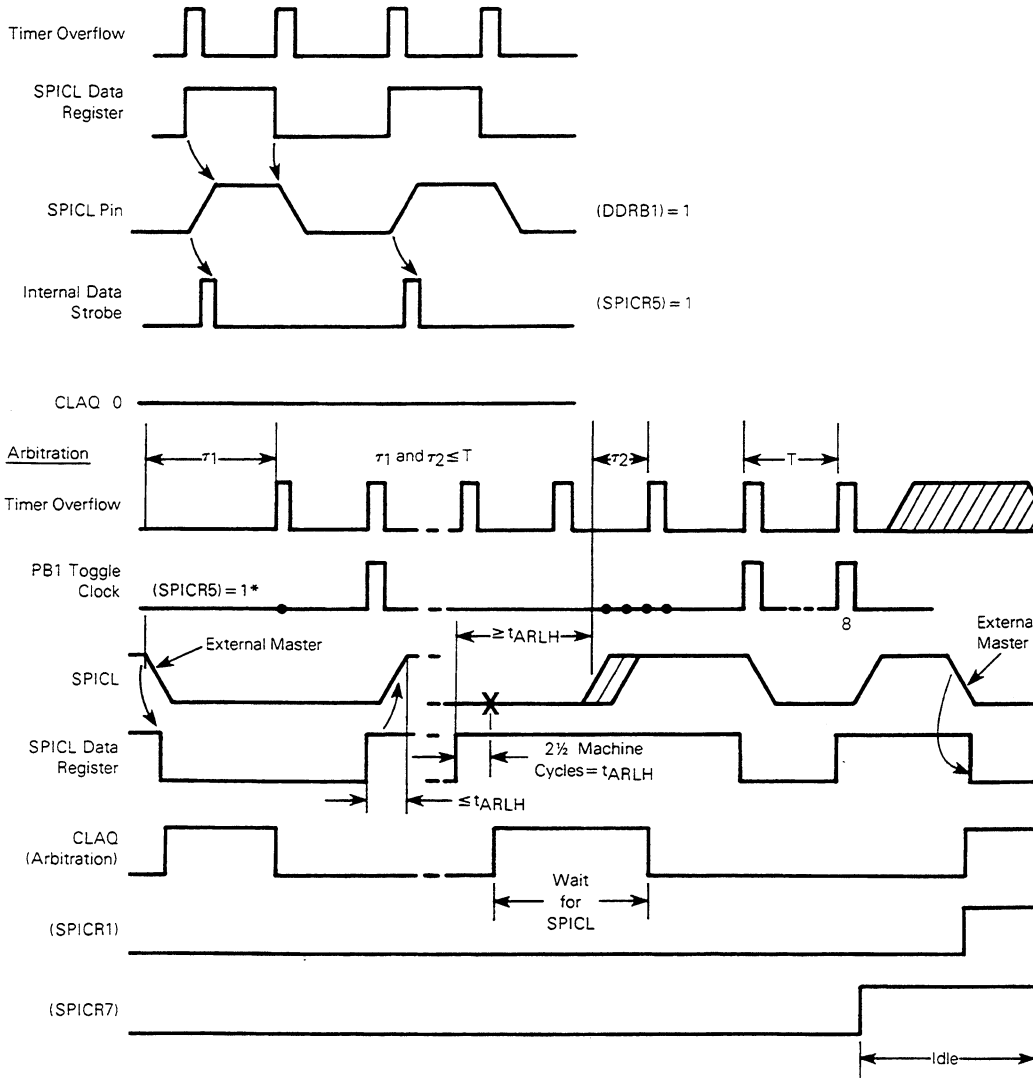 Timer Overflow
SPICL Data
Register
SPICL Pin
(DDRB1) = 1
Internal Data
Strobe
(SPICR5) = 1
CLAQ 0
Arbitration
τ1
τ1 and τ2 ≤ T
τ2
T
Timer Overflow
PB1 Toggle
Clock
(SPICR5) = 1*
8
≥ tARLH
External Master
External
Master
SPICL
SPICL Data
Register
2½ Machine
Cycles = tARLH
≤ tARLH
CLAQ
(Arbitration)
Wait
for
SPICL
(SPICR1)
(SPICR7)
Idle